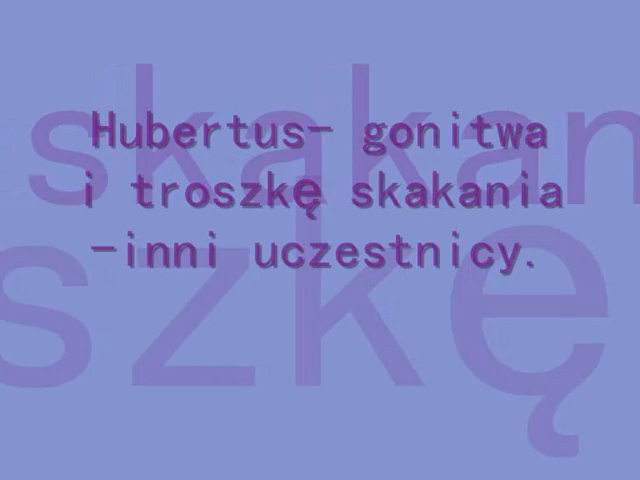 Hubertus- gonitwa
i troszkę skakania
-inni uczestnicy.
skakan
szkę